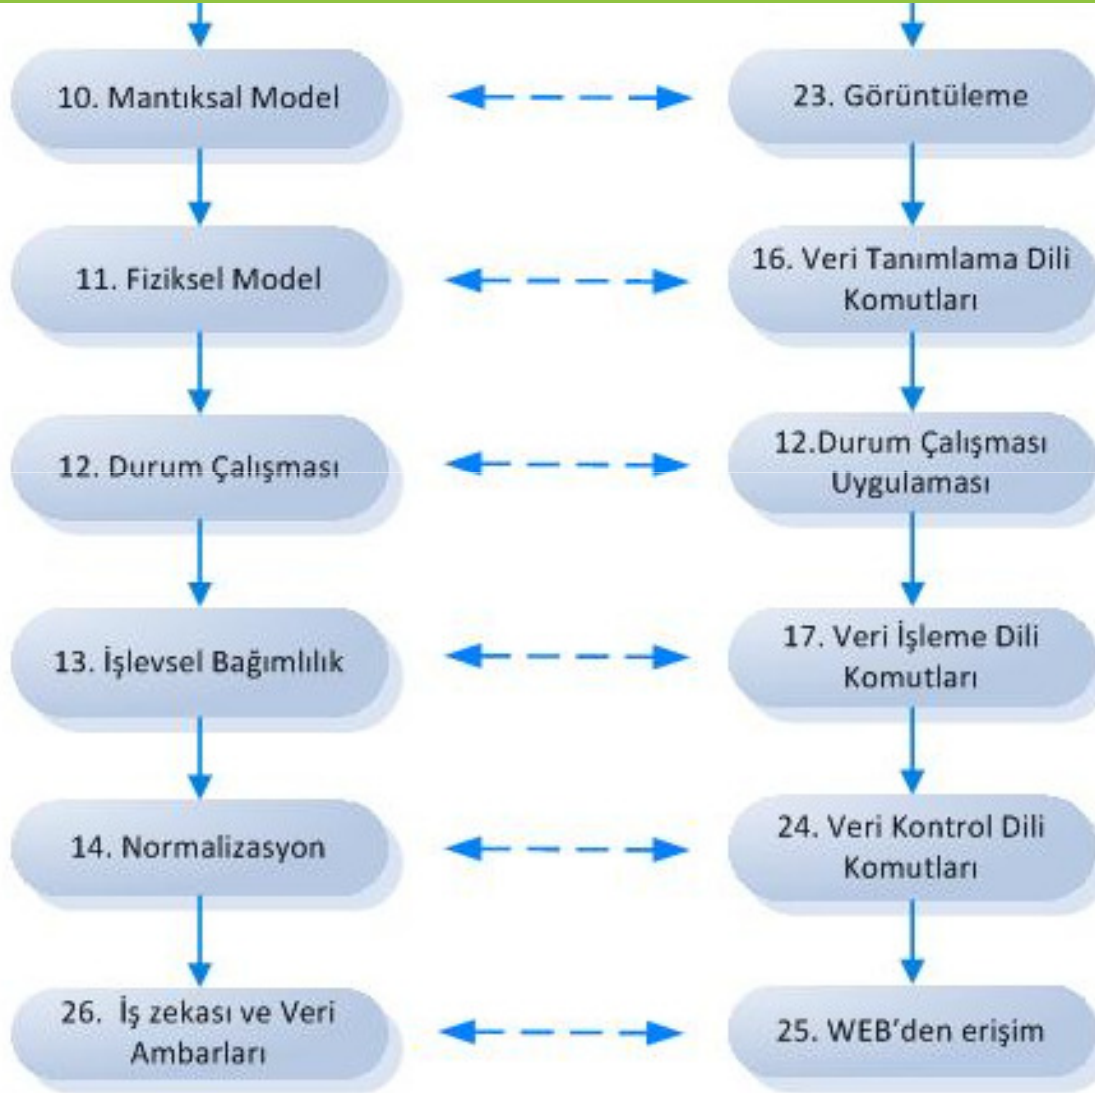 10. Mantıksal Model
23. Görüntüleme
11. Fiziksel Model
16. Veri Tanımlama Dili
Komutları
12. Durum Çalışması
12.Durum Çalışması
Uygulaması
13. İşlevsel Bağımlılık
17. Veri İşleme Dili
Komutları
14. Normalizasyon
24. Veri Kontrol Dili
Komutları
26. İş zekası ve Veri
Ambarları
25. WEB'den erişim